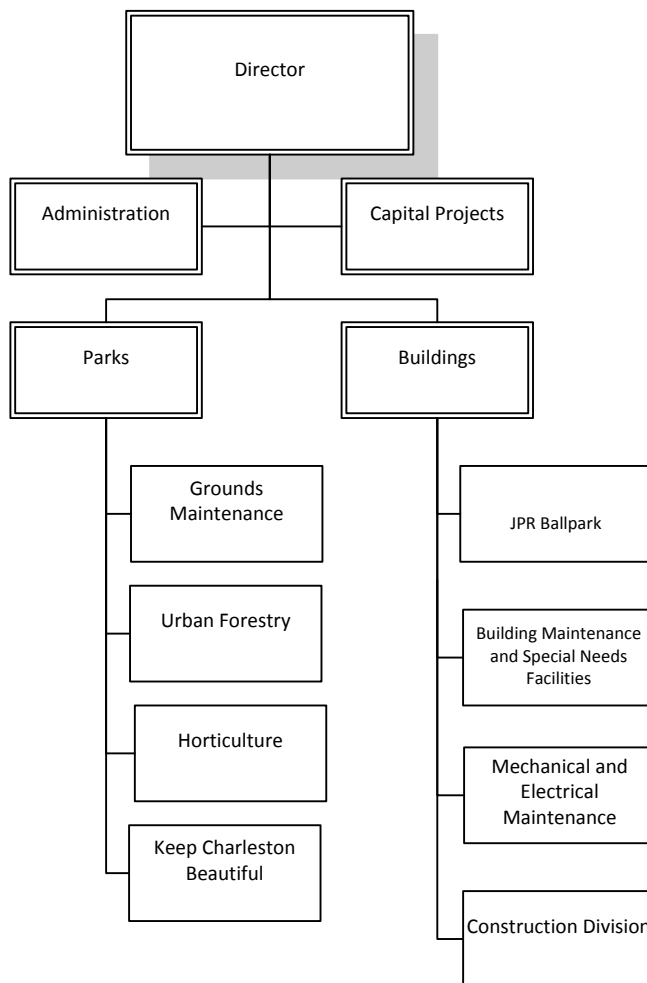 Director
Administration
Capital Projects
Parks
Buildings
Grounds
Maintenance
JPR Ballpark
Urban Forestry
Building Maintenance
and Special Needs
Facilities
Horticulture
Mechanical and
Electrical
Maintenance
Keep Charleston
Beautiful
Construction Division